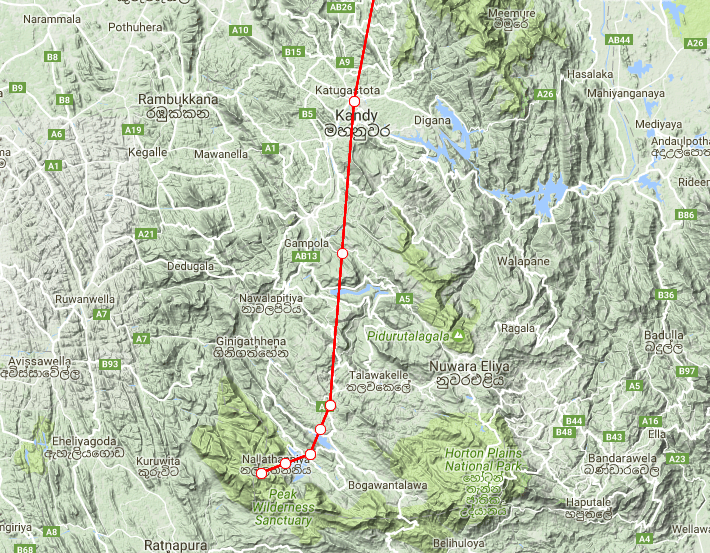 Narammala
Pothuhera
AB26
A10
B15
A9
Meemure
මීමුරේ
AB44
A26
B8
B9
B8
Rambukkana
රඹුක්කන
Katugastota
Kandy
මහනුවර
Digana
A26
Hasalaka
Mahiyanganaya
B5
A6
A19
A1
Kegalle
Mawanella
A1
Mediyaya
Andaulpotha
Rideem
B86
A21
Gampola
AB13
Dedugala
Walapane
Nawalapitiya
නාවලපිටිය
A5
B36
Ruwanwella
A7
A7
Ginigathhena
ගිනිගතහේන
Pidurutalagala
Ragala
Badulla
බදුල්ල
Avissawella
අවිස්සාවේල්ල
B93
Talawakelle
තලවකෙලේ
Nuwara Eliya
නුවරඑළිය
B97
A5
A16
B44
B48
B43
Ella
Eheliyagoda
ඇහැලියගොඩ
Kuruwita
කුරුවිට
Horton Plains
National Park
හෝටන්
තැන්න
Bandarawela
බණ්ඩාරවෙල
A23
Peak
Wilderness
Sanctuary
Bogawantalawa
Haputale
හපුතලේ
A8
B68
Ratnapura
Belihuloya
A4
Wellawa